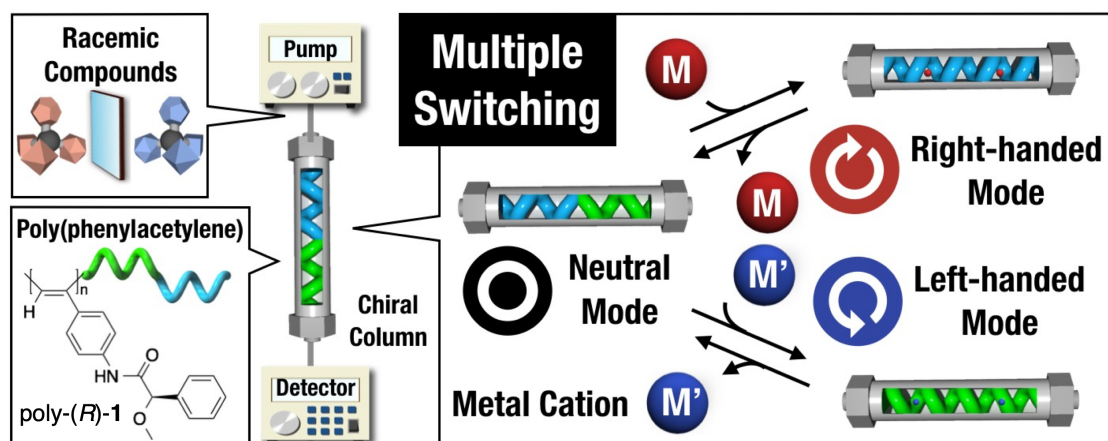 Racemic
Compounds
Pump
Poly(phenylacetylene)
n
H
HN
O
O
poly-(R)-1
Chiral
Column
Detector
Multiple
Switching
M
M
Right-handed
Mode
Neutral
Mode
M'
Left-handed
Mode
Metal Cation
M'